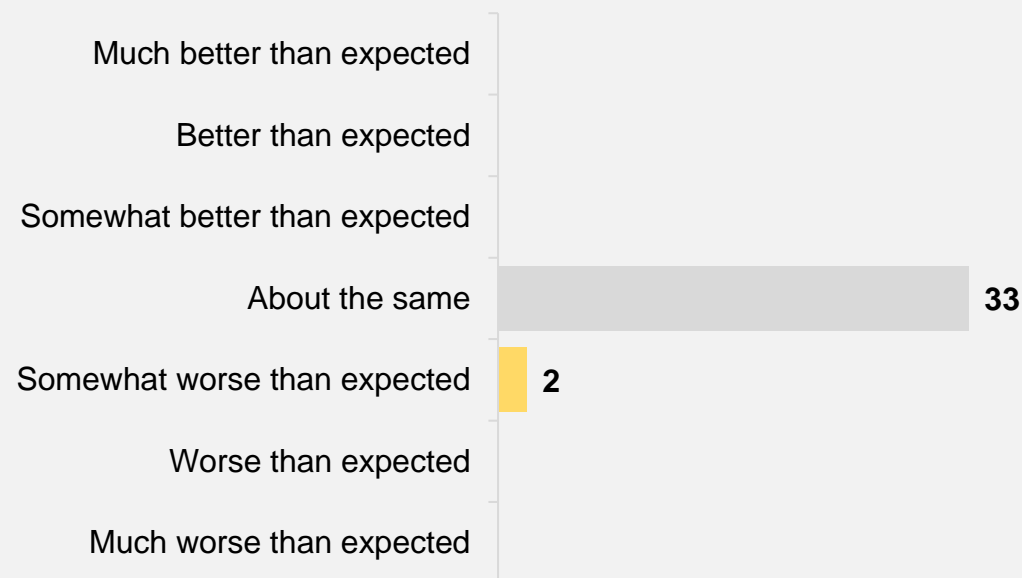 Much better than expected
Better than expected
Somewhat better than expected
About the same 33
Somewhat worse than expected 2
Worse than expected
Much worse than expected